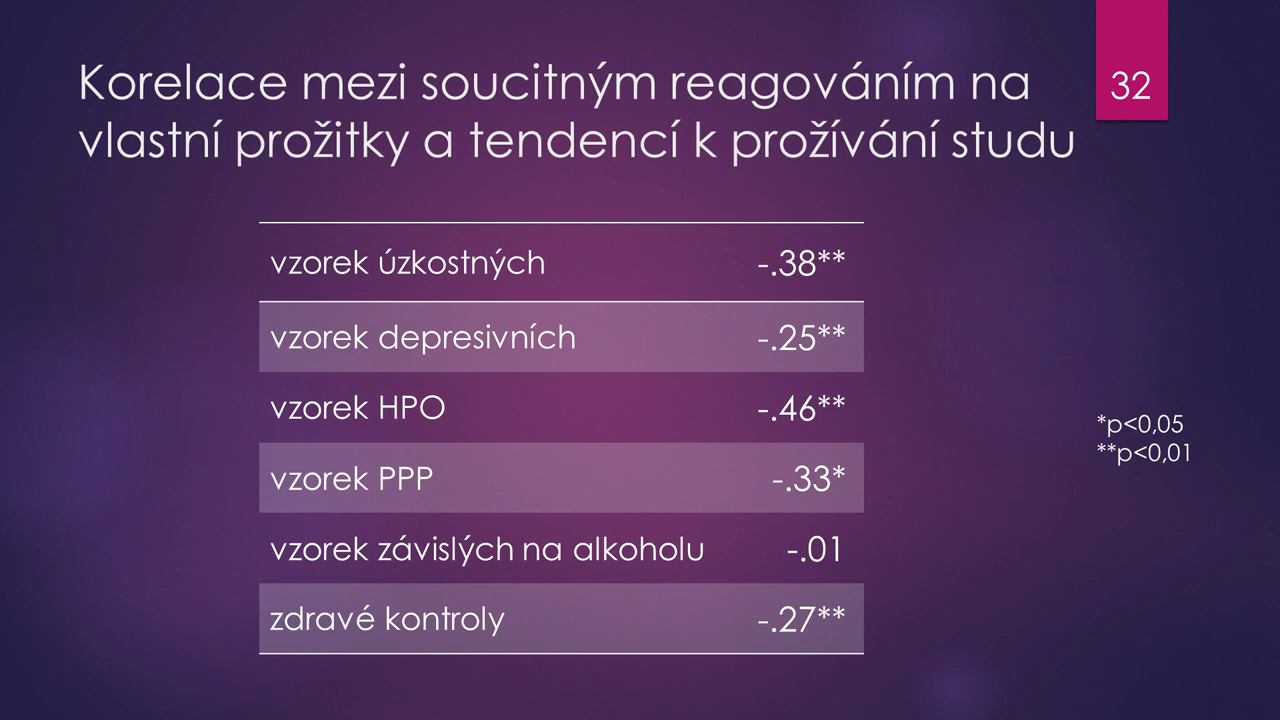 Korelace mezi soucitným reagováním na
vlastní prožitky a tendencí k prožívání studu
32
vzorek úzkostných -.38**
vzorek depresivních -.25**
vzorek HPO -.46**
vzorek PPP -.33*
vzorek závislých na alkoholu -.01
zdravé kontroly -.27**
*p<0,05
**p<0,01